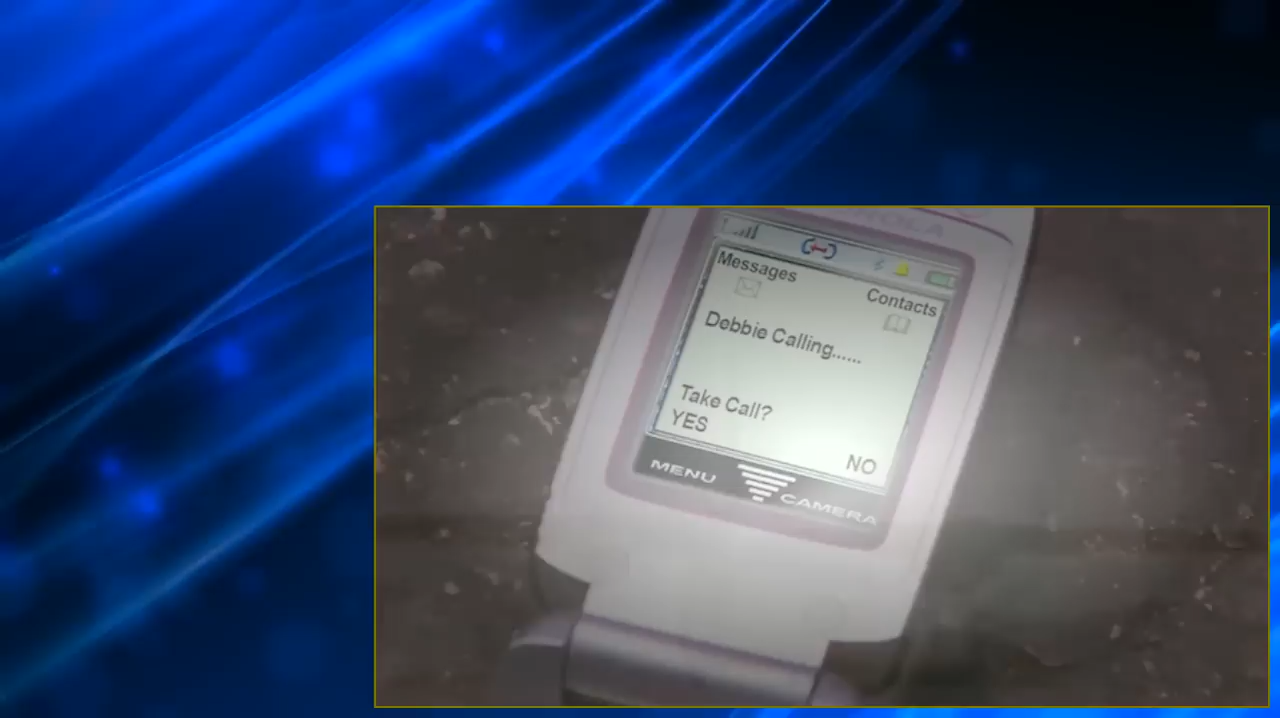 Messages
Contacts
Debbie Calling......
Take Call?
YES
NO
MENU
CAMERA